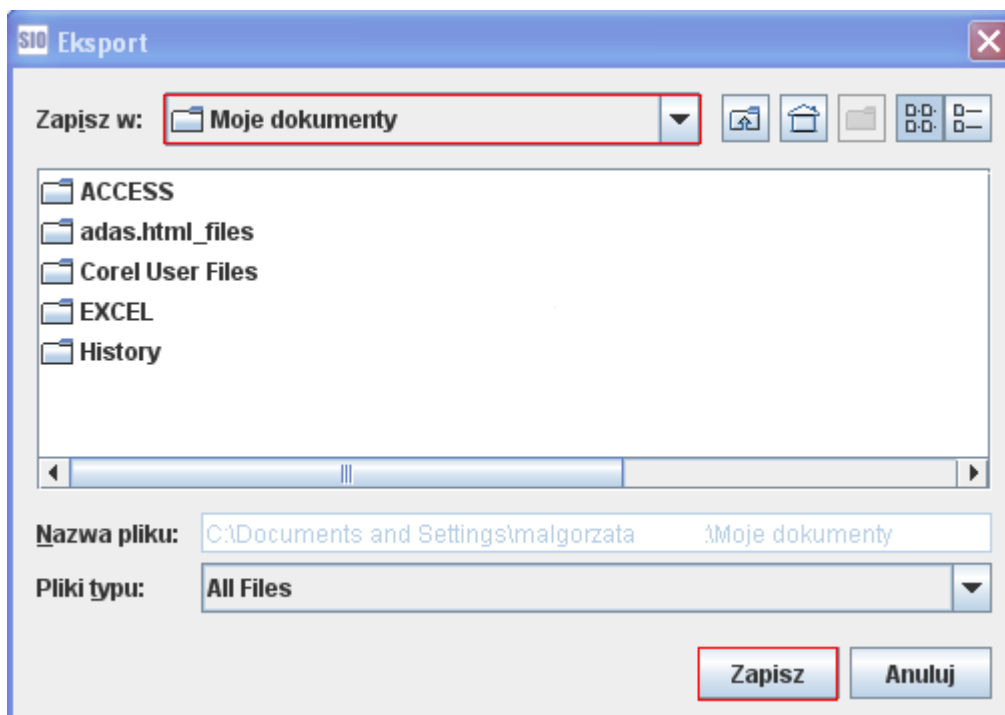 SIO Eksport
Zapisz w: Moje dokumenty
ACCESS
adas.html_files
Corel User Files
EXCEL
History
Nazwa pliku: C:\Documents and Settings\malgorzata :\Moje dokumenty
Pliki typu: All Files
Zapisz Anuluj